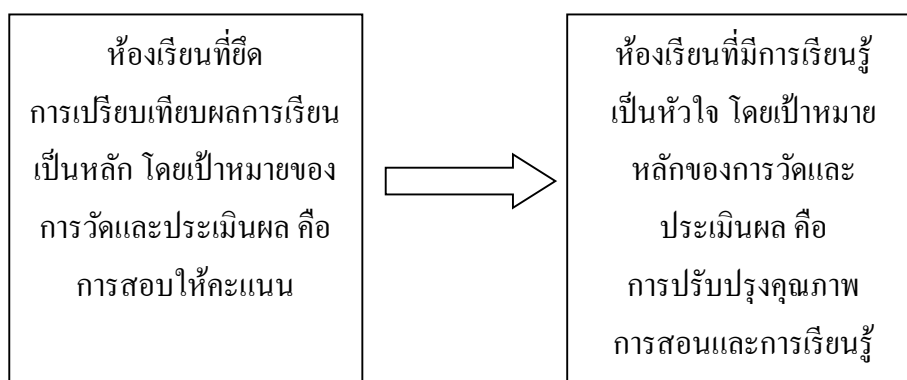 ห้องเรียนที่ยึด
การเปรียบเทียบผลการเรียน
เป็นหลัก โดยเป้าหมายของ
การวัดและประเมินผล คือ
การสอบให้คะแนน
ห้องเรียนที่มีการเรียนรู้
เป็นหัวใจ โดยเป้าหมาย
หลักของการวัดและ
ประเมินผล คือ
การปรับปรุงคุณภาพ
การสอนและการเรียนรู้